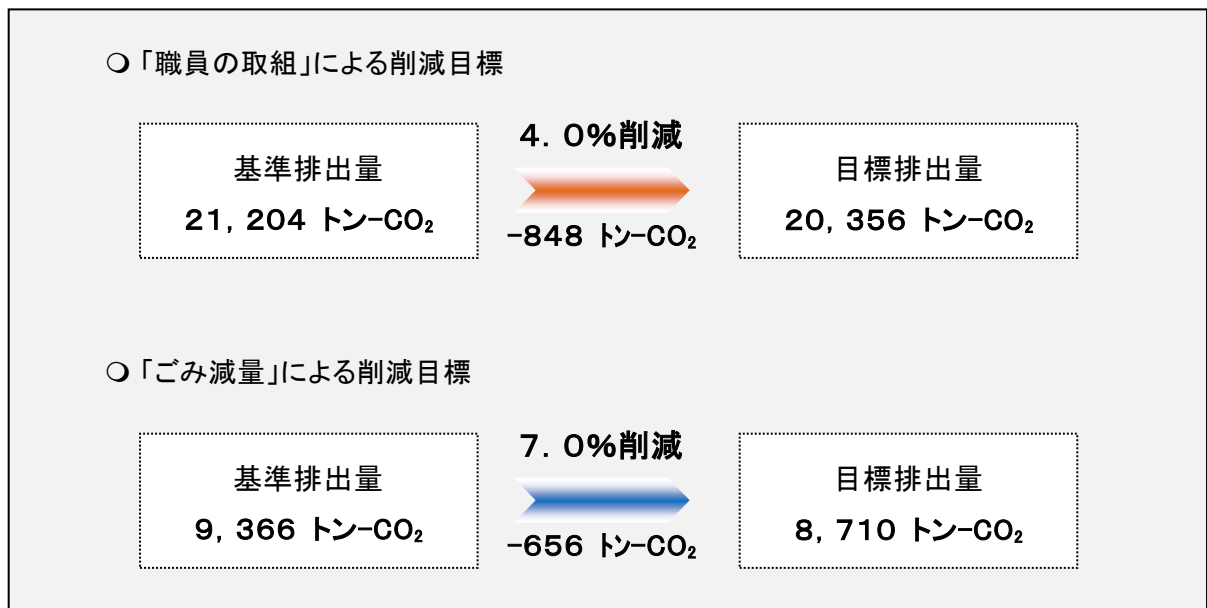 ○「職員の取組」による削減目標
4．0%削減
基準排出量
21，204 トン-CO₂
-848 トン-CO₂
目標排出量
20，356 トン-CO₂
○「ごみ減量」による削減目標
7．0%削減
基準排出量
9，366 トン-CO₂
-656 トン-CO₂
目標排出量
8，710 トン-CO₂